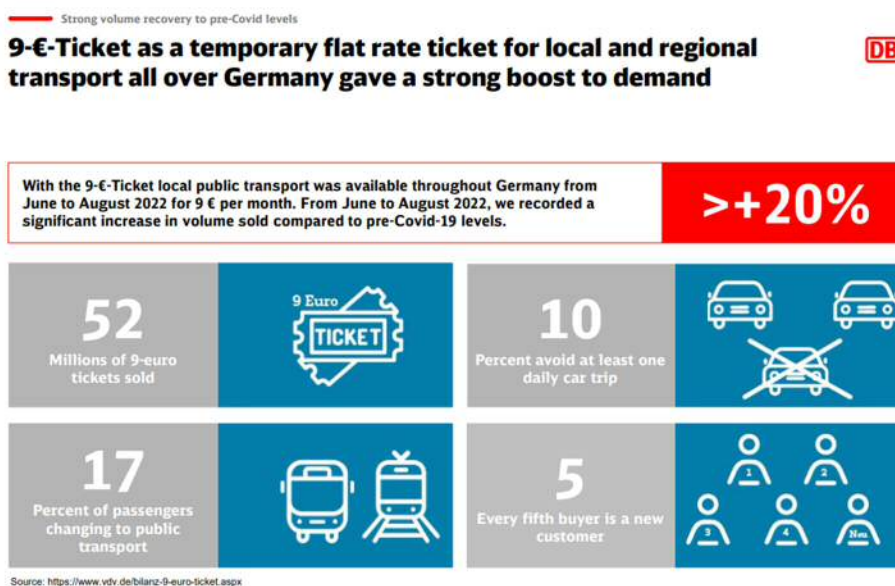 Strong volume recovery to pre-Covid levels
9-€-Ticket as a temporary flat rate ticket for local and regional
transport all over Germany gave a strong boost to demand
DB
With the 9-€-Ticket local public transport was available throughout Germany from
June to August 2022 for 9 € per month. From June to August 2022, we recorded a
significant increase in volume sold compared to pre-Covid-19 levels.
>+20%
52
Millions of 9-euro
tickets sold
9 Euro
TICKET
10
Percent avoid at least one
daily car trip
17
Percent of passengers
changing to public
transport
5
Every fifth buyer is a new
customer
1
2
3
4
Neu
Source: https://www.vdv.de/bilanz-9-euro-ticket.aspx